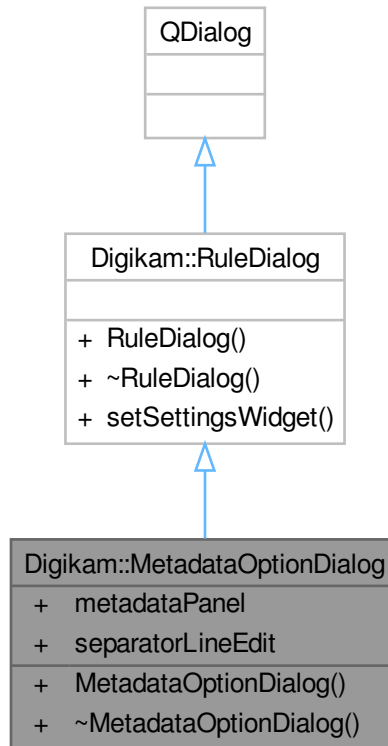 QDialog
Digikam::RuleDialog
+ RuleDialog()
+ ~RuleDialog()
+ setSettingsWidget()
Digikam::MetadataOptionDialog
+ metadataPanel
+ separatorLineEdit
+ MetadataOptionDialog()
+ ~MetadataOptionDialog()